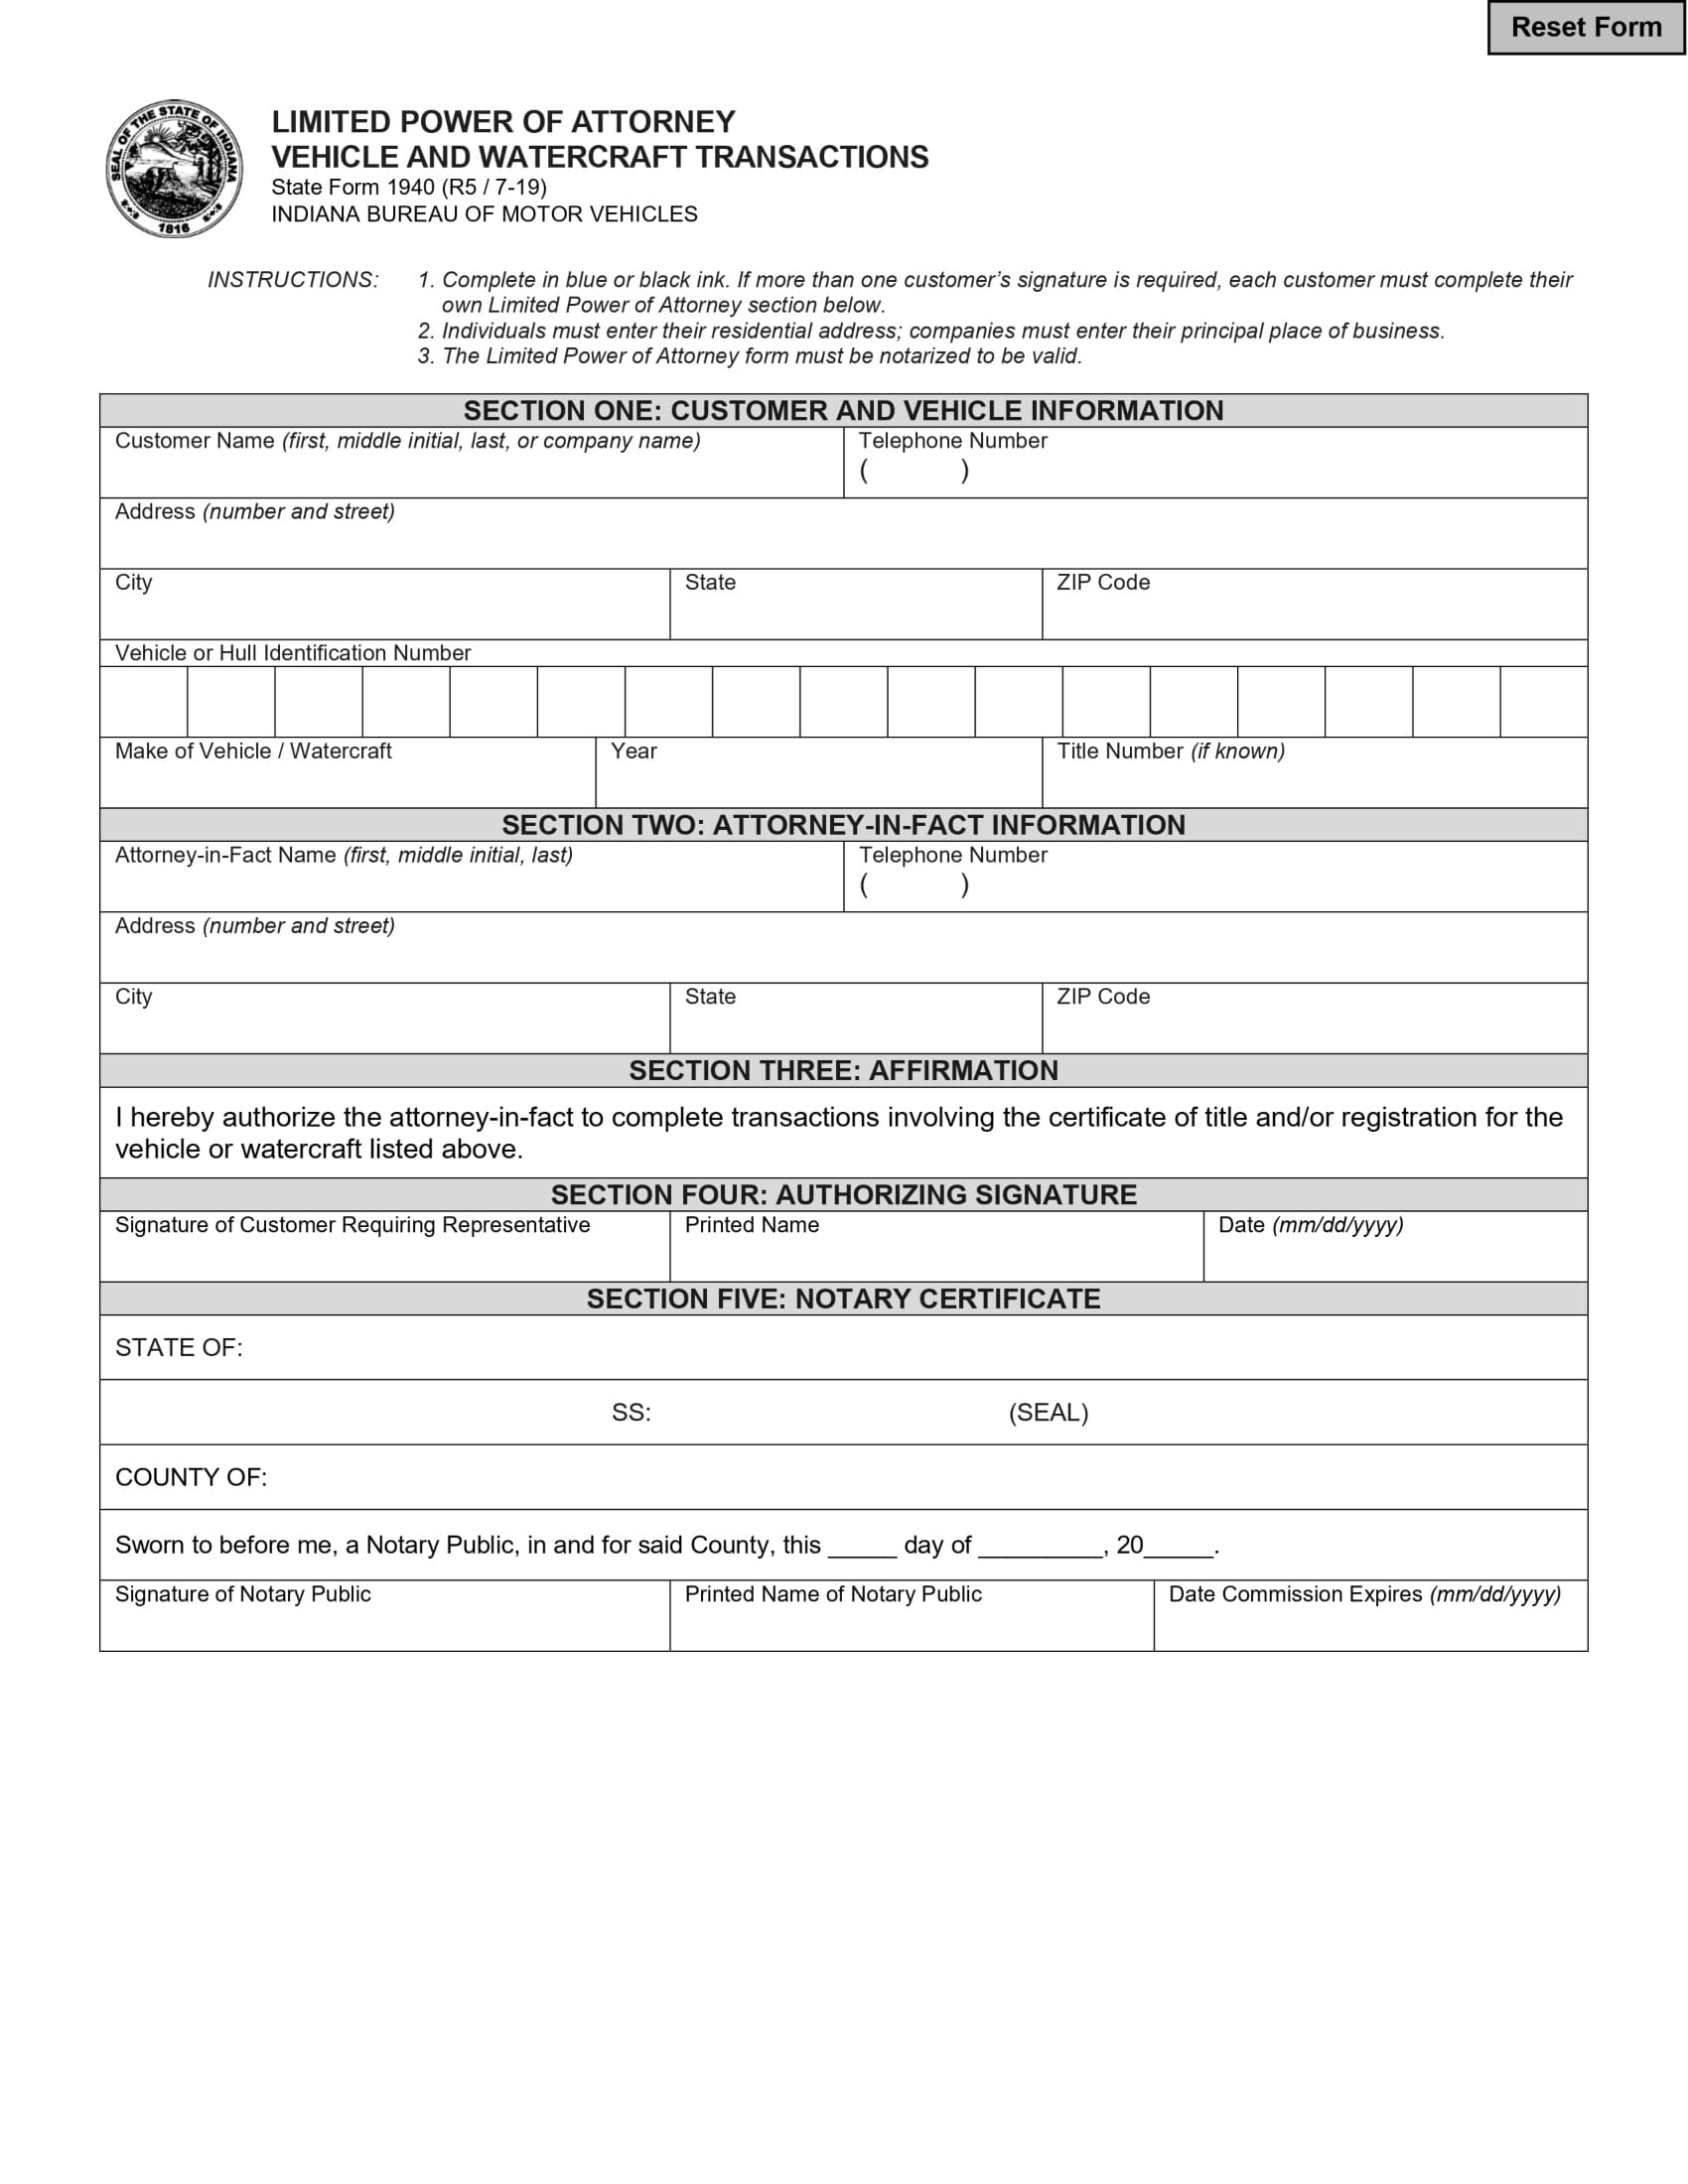 Reset Form
SEAL OF THE STATE OF INDIANA
1816
LIMITED POWER OF ATTORNEY
VEHICLE AND WATERCRAFT TRANSACTIONS
State Form 1940 (R5 / 7-19)
INDIANA BUREAU OF MOTOR VEHICLES
INSTRUCTIONS: 1. Complete in blue or black ink. If more than one customer’s signature is required, each customer must complete their
own Limited Power of Attorney section below.
2. Individuals must enter their residential address; companies must enter their principal place of business.
3. The Limited Power of Attorney form must be notarized to be valid.
SECTION ONE: CUSTOMER AND VEHICLE INFORMATION
Customer Name (first, middle initial, last, or company name) Telephone Number
( )
Address (number and street)
City State ZIP Code
Vehicle or Hull Identification Number
Make of Vehicle / Watercraft Year Title Number (if known)
SECTION TWO: ATTORNEY-IN-FACT INFORMATION
Attorney-in-Fact Name (first, middle initial, last) Telephone Number
( )
Address (number and street)
City State ZIP Code
SECTION THREE: AFFIRMATION
I hereby authorize the attorney-in-fact to complete transactions involving the certificate of title and/or registration for the
vehicle or watercraft listed above.
SECTION FOUR: AUTHORIZING SIGNATURE
Signature of Customer Requiring Representative Printed Name Date (mm/dd/yyyy)
SECTION FIVE: NOTARY CERTIFICATE
STATE OF:
SS: (SEAL)
COUNTY OF:
Sworn to before me, a Notary Public, in and for said County, this _____ day of _________, 20_____.
Signature of Notary Public Printed Name of Notary Public Date Commission Expires (mm/dd/yyyy)